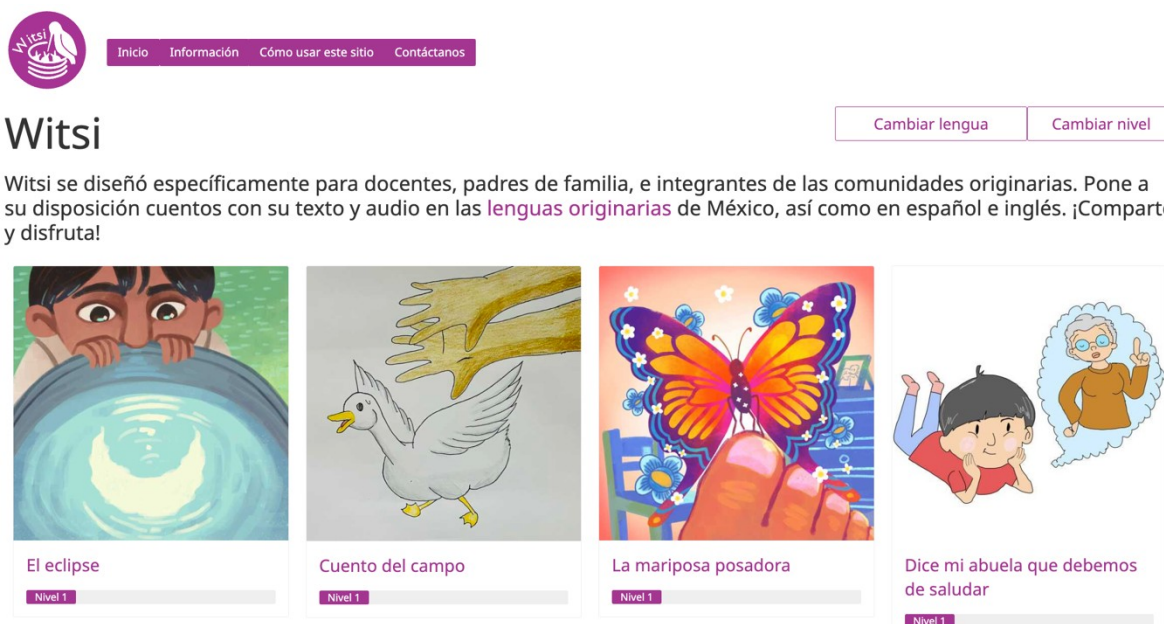 Witsi
Inicio Información Cómo usar este sitio Contáctanos
Witsi
Cambiar lengua Cambiar nivel
Witsi se diseñó específicamente para docentes, padres de familia, e integrantes de las comunidades originarias. Pone a
su disposición cuentos con su texto y audio en las lenguas originarias de México, así como en español e inglés. ¡Comparte
y disfruta!
El eclipse
Nivel 1
Cuento del campo
Nivel 1
La mariposa posadora
Nivel 1
Dice mi abuela que debemos
de saludar
Nivel 1